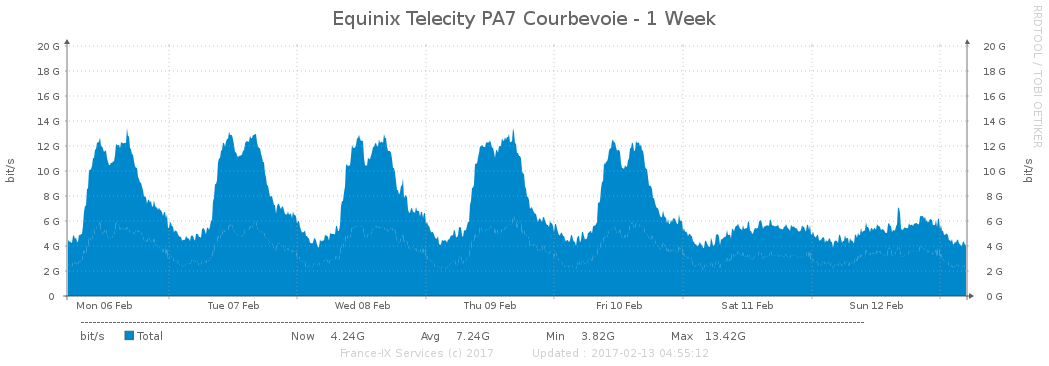 Equinix Telecity PA7 Courbevoie - 1 Week
RRDTOOL / TOBI OETIKER
20 G 20 G
18 G 18 G
16 G 16 G
14 G 14 G
12 G 12 G
10 G 10 G
8 G 8 G
6 G 6 G
4 G 4 G
2 G 2 G
0 0 G
bit/s
bit/s
Mon 06 Feb Tue 07 Feb Wed 08 Feb Thu 09 Feb Fri 10 Feb Sat 11 Feb Sun 12 Feb
bit/s Total Now 4.24G Avg 7.24G Min 3.82G Max 13.42G
France-IX Services (c) 2017 Updated : 2017-02-13 04:55:12